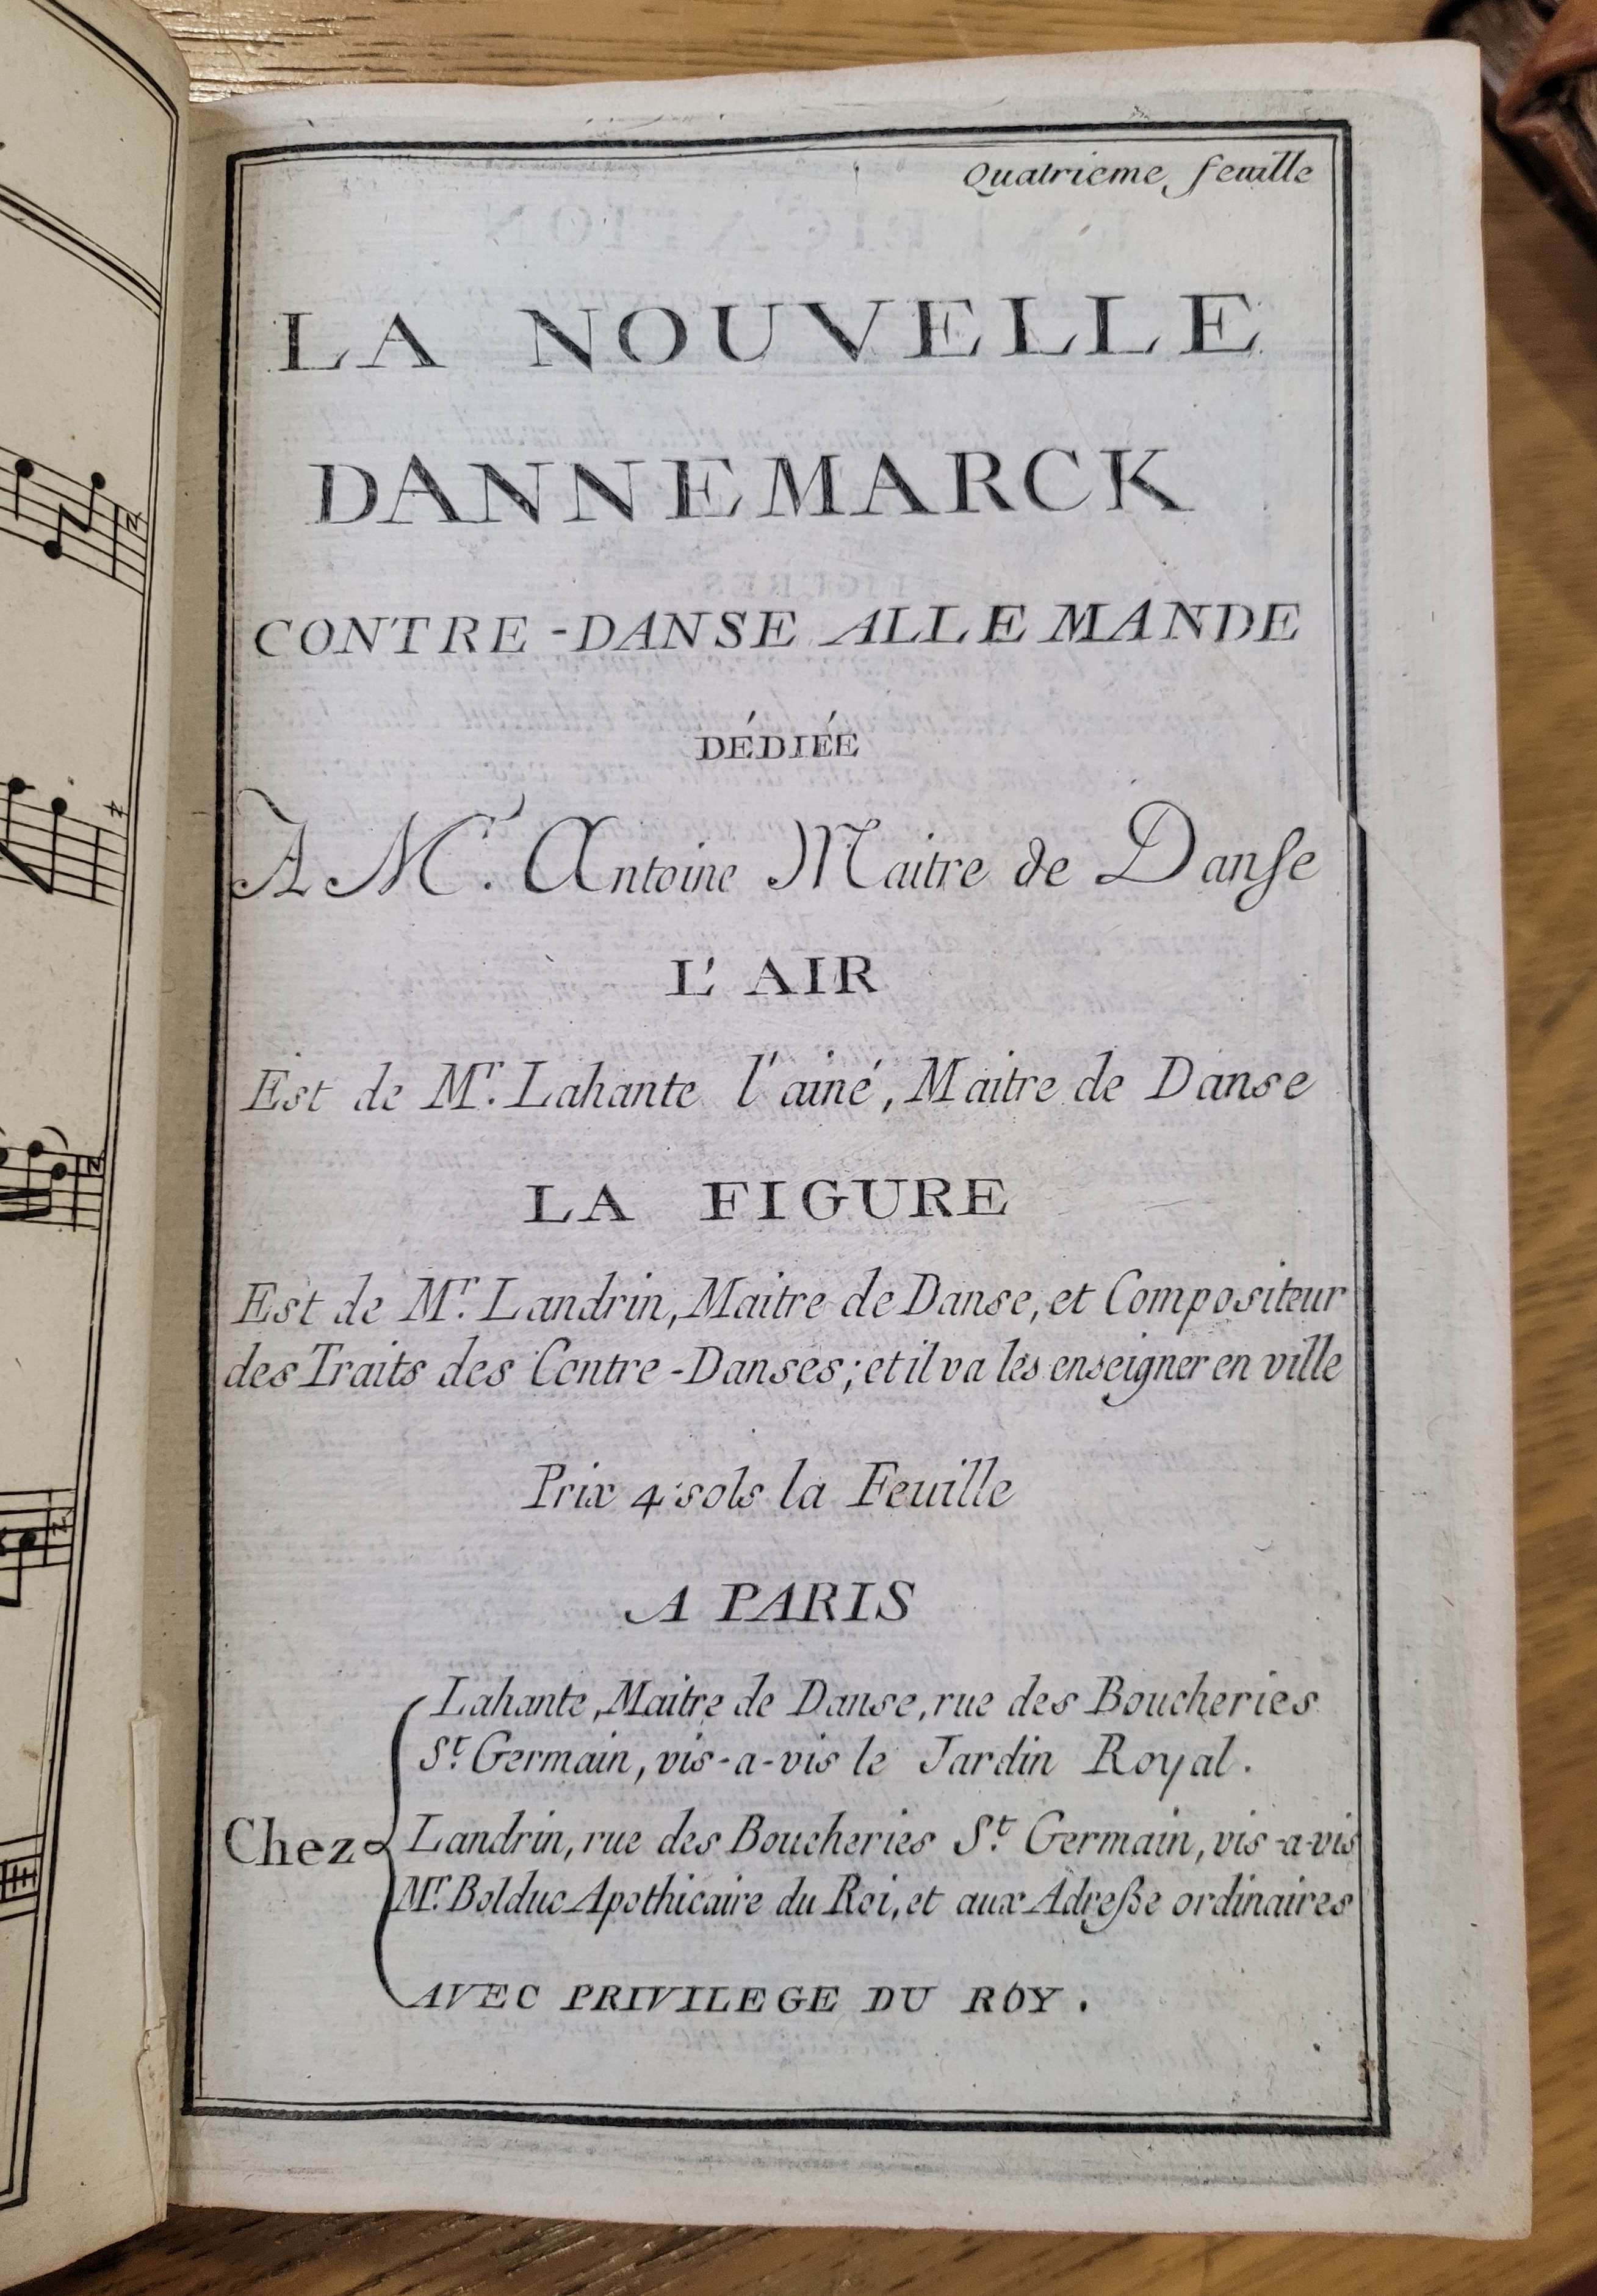 Quatrieme feuille
LA NOUVELLE
DANNEMARCK
CONTRE-DANSE ALLEMANDE
DÉDIÉE
A Mr. Antoine Maitre de Danse
L'AIR
Est de Mr. Lahante l'ainé, Maitre de Danse
LA FIGURE
Est de Mr. Landrin, Maitre de Danse, et Compositeur
des Traits des Contre-Danses; et il va les enseigner en ville
Prix 4 sols la Feuille
A PARIS
Chez
Lahante, Maitre de Danse, rue des Boucheries
St. Germain, vis-a-vis le Jardin Royal.
Landrin, rue des Boucheries St. Germain, vis-a-vis
Mr. Bolduc Apothicaire du Roi, et aux Adreſse ordinaires
AVEC PRIVILEGE DU ROY.